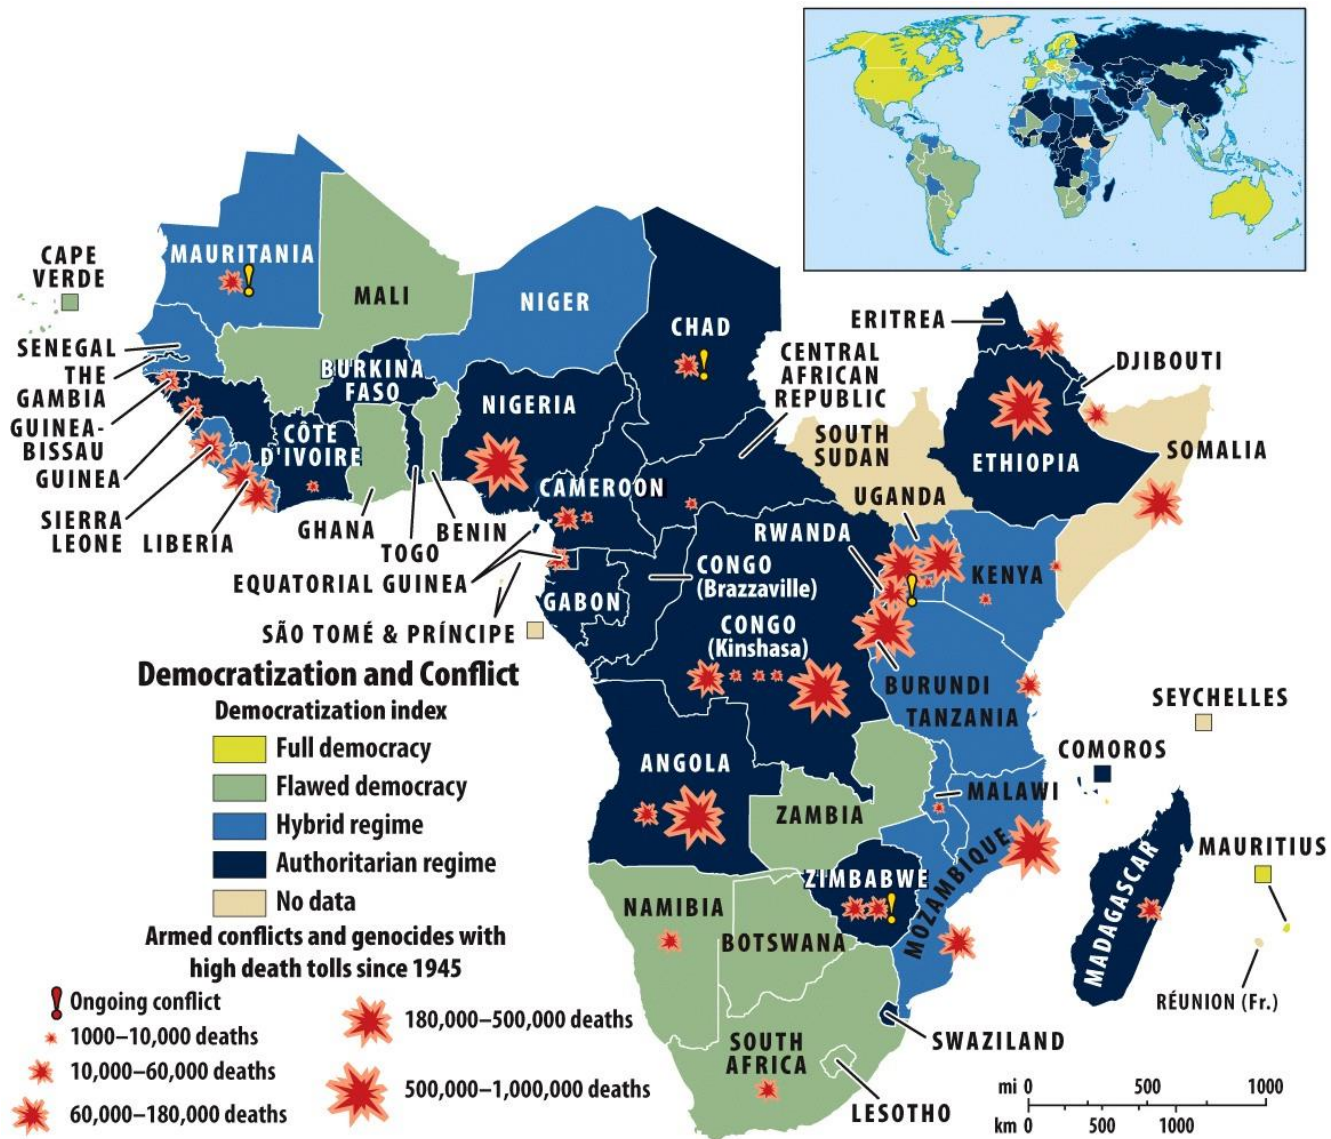 CAPE
VERDE
MAURITANIA
MALI
NIGER
CHAD
ERITREA
CENTRAL
AFRICAN
REPUBLIC
DJIBOUTI
SENEGAL
THE
GAMBIA
GUINEA-
BISSAU
GUINEA
SIERRA
LEONE
LIBERIA
BURKINA
FASO
CÔTE
D'IVOIRE
NIGERIA
SOUTH
SUDAN
ETHIOPIA
SOMALIA
GHANA
TOGO
BENIN
CAMEROON
UGANDA
RWANDA
KENYA
EQUATORIAL GUINEA
GABON
CONGO
(Brazzaville)
SÃO TOMÉ & PRÍNCIPE
CONGO
(Kinshasa)
BURUNDI
TANZANIA
SEYCHELLES
COMOROS
ANGOLA
ZAMBIA
MALAWI
MOZAMBIQUE
ZIMBABWE
MADAGASCAR
MAURITIUS
NAMIBIA
BOTSWANA
RÉUNION (Fr.)
SOUTH
AFRICA
SWAZILAND
LESOTHO
Democratization and Conflict
Democratization index
Full democracy
Flawed democracy
Hybrid regime
Authoritarian regime
No data
Armed conflicts and genocides with
high death tolls since 1945
! Ongoing conflict
1000–10,000 deaths
10,000–60,000 deaths
60,000–180,000 deaths
180,000–500,000 deaths
500,000–1,000,000 deaths
mi 0 500 1000
km 0 500 1000